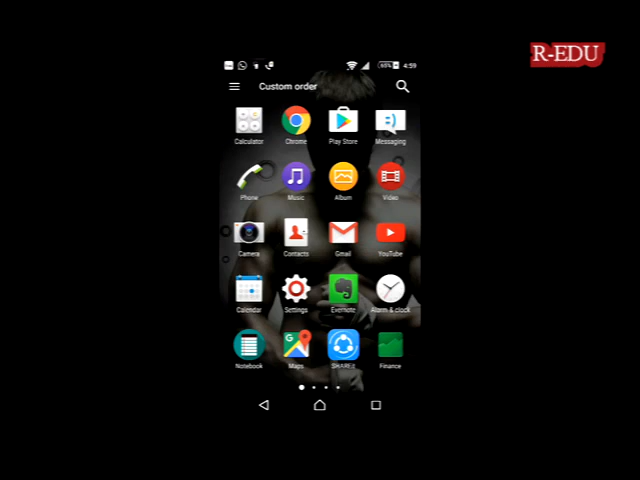 65% 4:59
R-EDU
Custom order
Calculator Chrome Play Store Messaging
Phone Music Album Video
Camera Contacts Gmail YouTube
Calendar Settings Evernote Alarm & clock
Notebook Maps SHAREit Finance